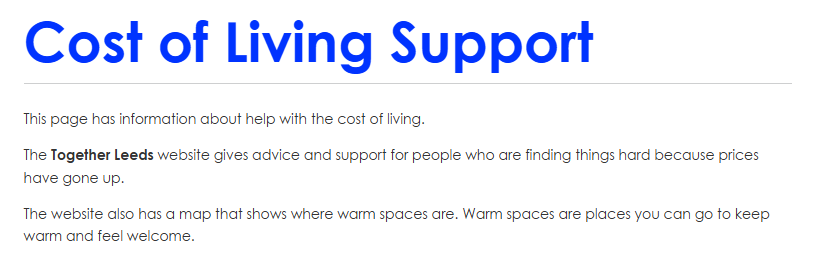 Cost of Living Support
This page has information about help with the cost of living.
The Together Leeds website gives advice and support for people who are finding things hard because prices
have gone up.
The website also has a map that shows where warm spaces are. Warm spaces are places you can go to keep
warm and feel welcome.